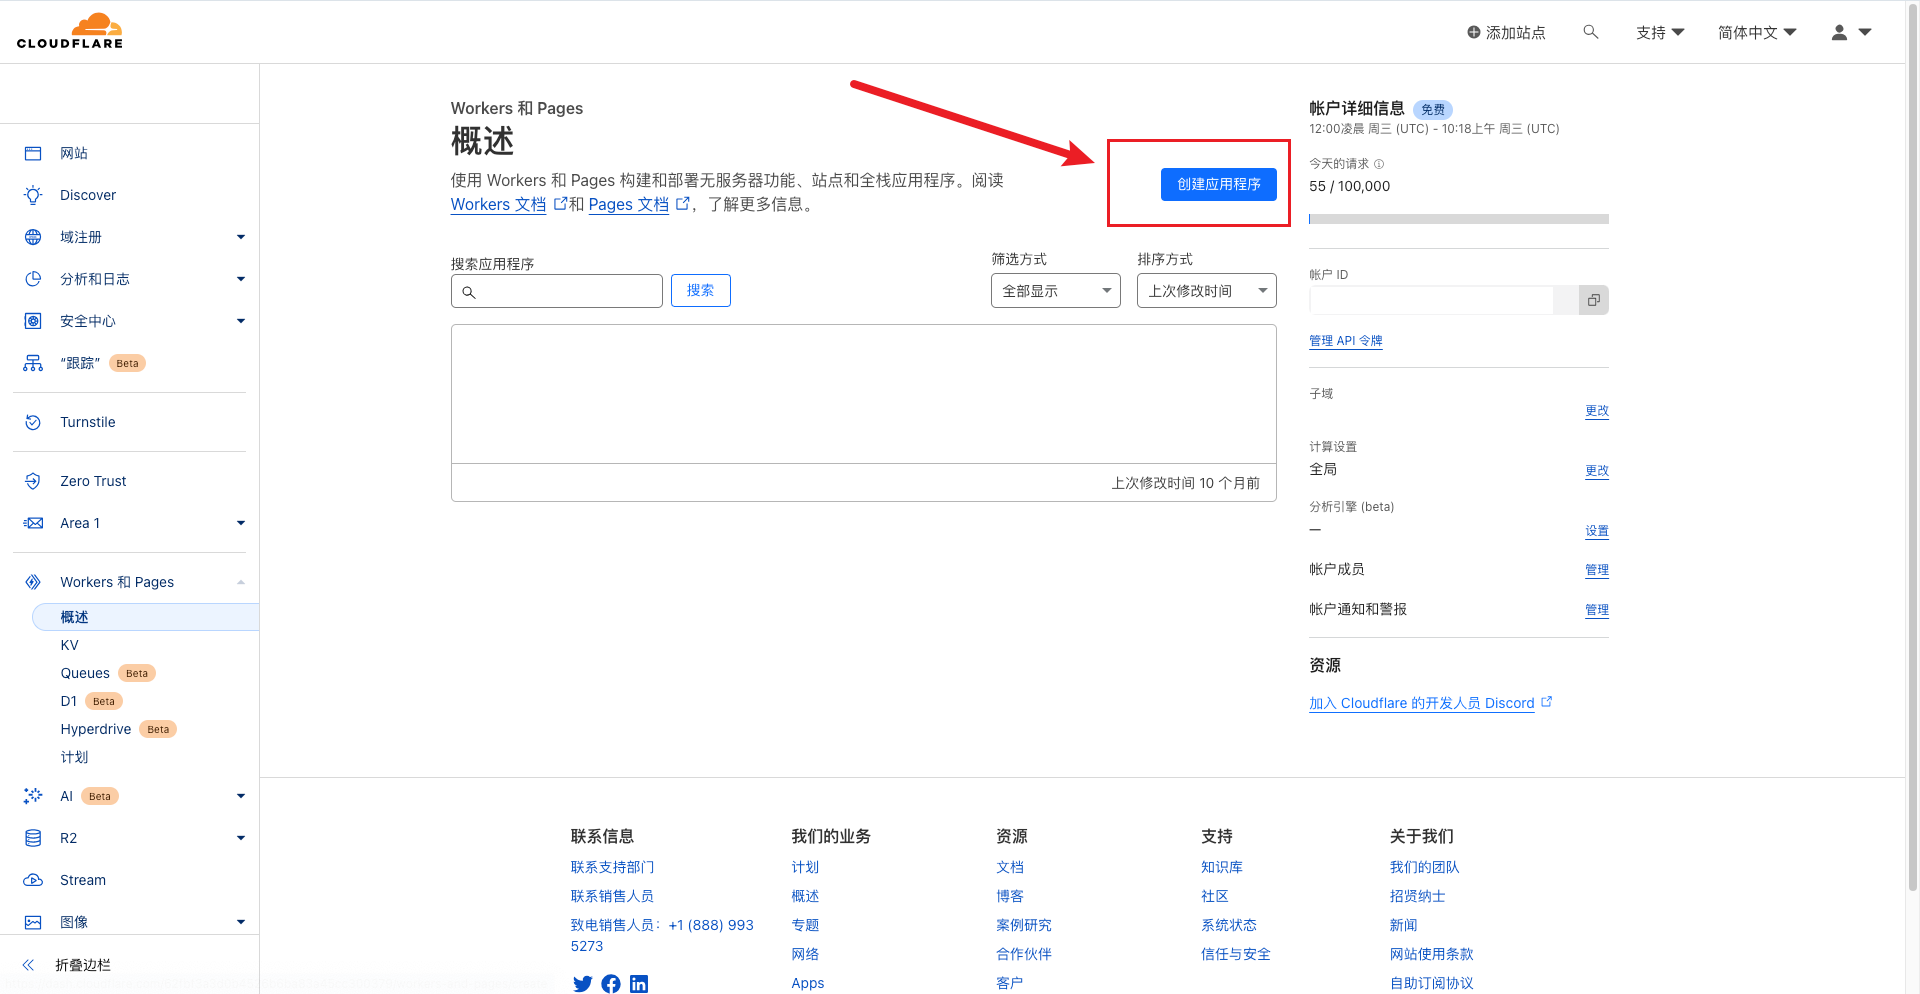 CLOUDFLARE
添加站点
支持
简体中文
网站
Discover
域注册
分析和日志
安全中心
“跟踪” Beta
Turnstile
Zero Trust
Area 1
Workers 和 Pages
概述
KV
Queues Beta
D1 Beta
Hyperdrive Beta
计划
AI Beta
R2
Stream
图像
折叠边栏
Workers 和 Pages
概述
使用 Workers 和 Pages 构建和部署无服务器功能、站点和全栈应用程序。阅读
Workers 文档 和 Pages 文档 ，了解更多信息。
创建应用程序
搜索应用程序
搜索
筛选方式
全部显示
排序方式
上次修改时间
上次修改时间 10 个月前
帐户详细信息 免费
12:00凌晨 周三 (UTC) - 10:18上午 周三 (UTC)
今天的请求
55 / 100,000
帐户 ID
管理 API 令牌
子域
更改
计算设置
全局
更改
分析引擎 (beta)
—
设置
帐户成员
管理
帐户通知和警报
管理
资源
加入 Cloudflare 的开发人员 Discord
联系信息
联系支持部门
联系销售人员
致电销售人员：+1 (888) 993
5273
我们的业务
计划
概述
专题
网络
Apps
资源
文档
博客
案例研究
合作伙伴
客户
支持
知识库
社区
系统状态
信任与安全
关于我们
我们的团队
招贤纳士
新闻
网站使用条款
自助订阅协议